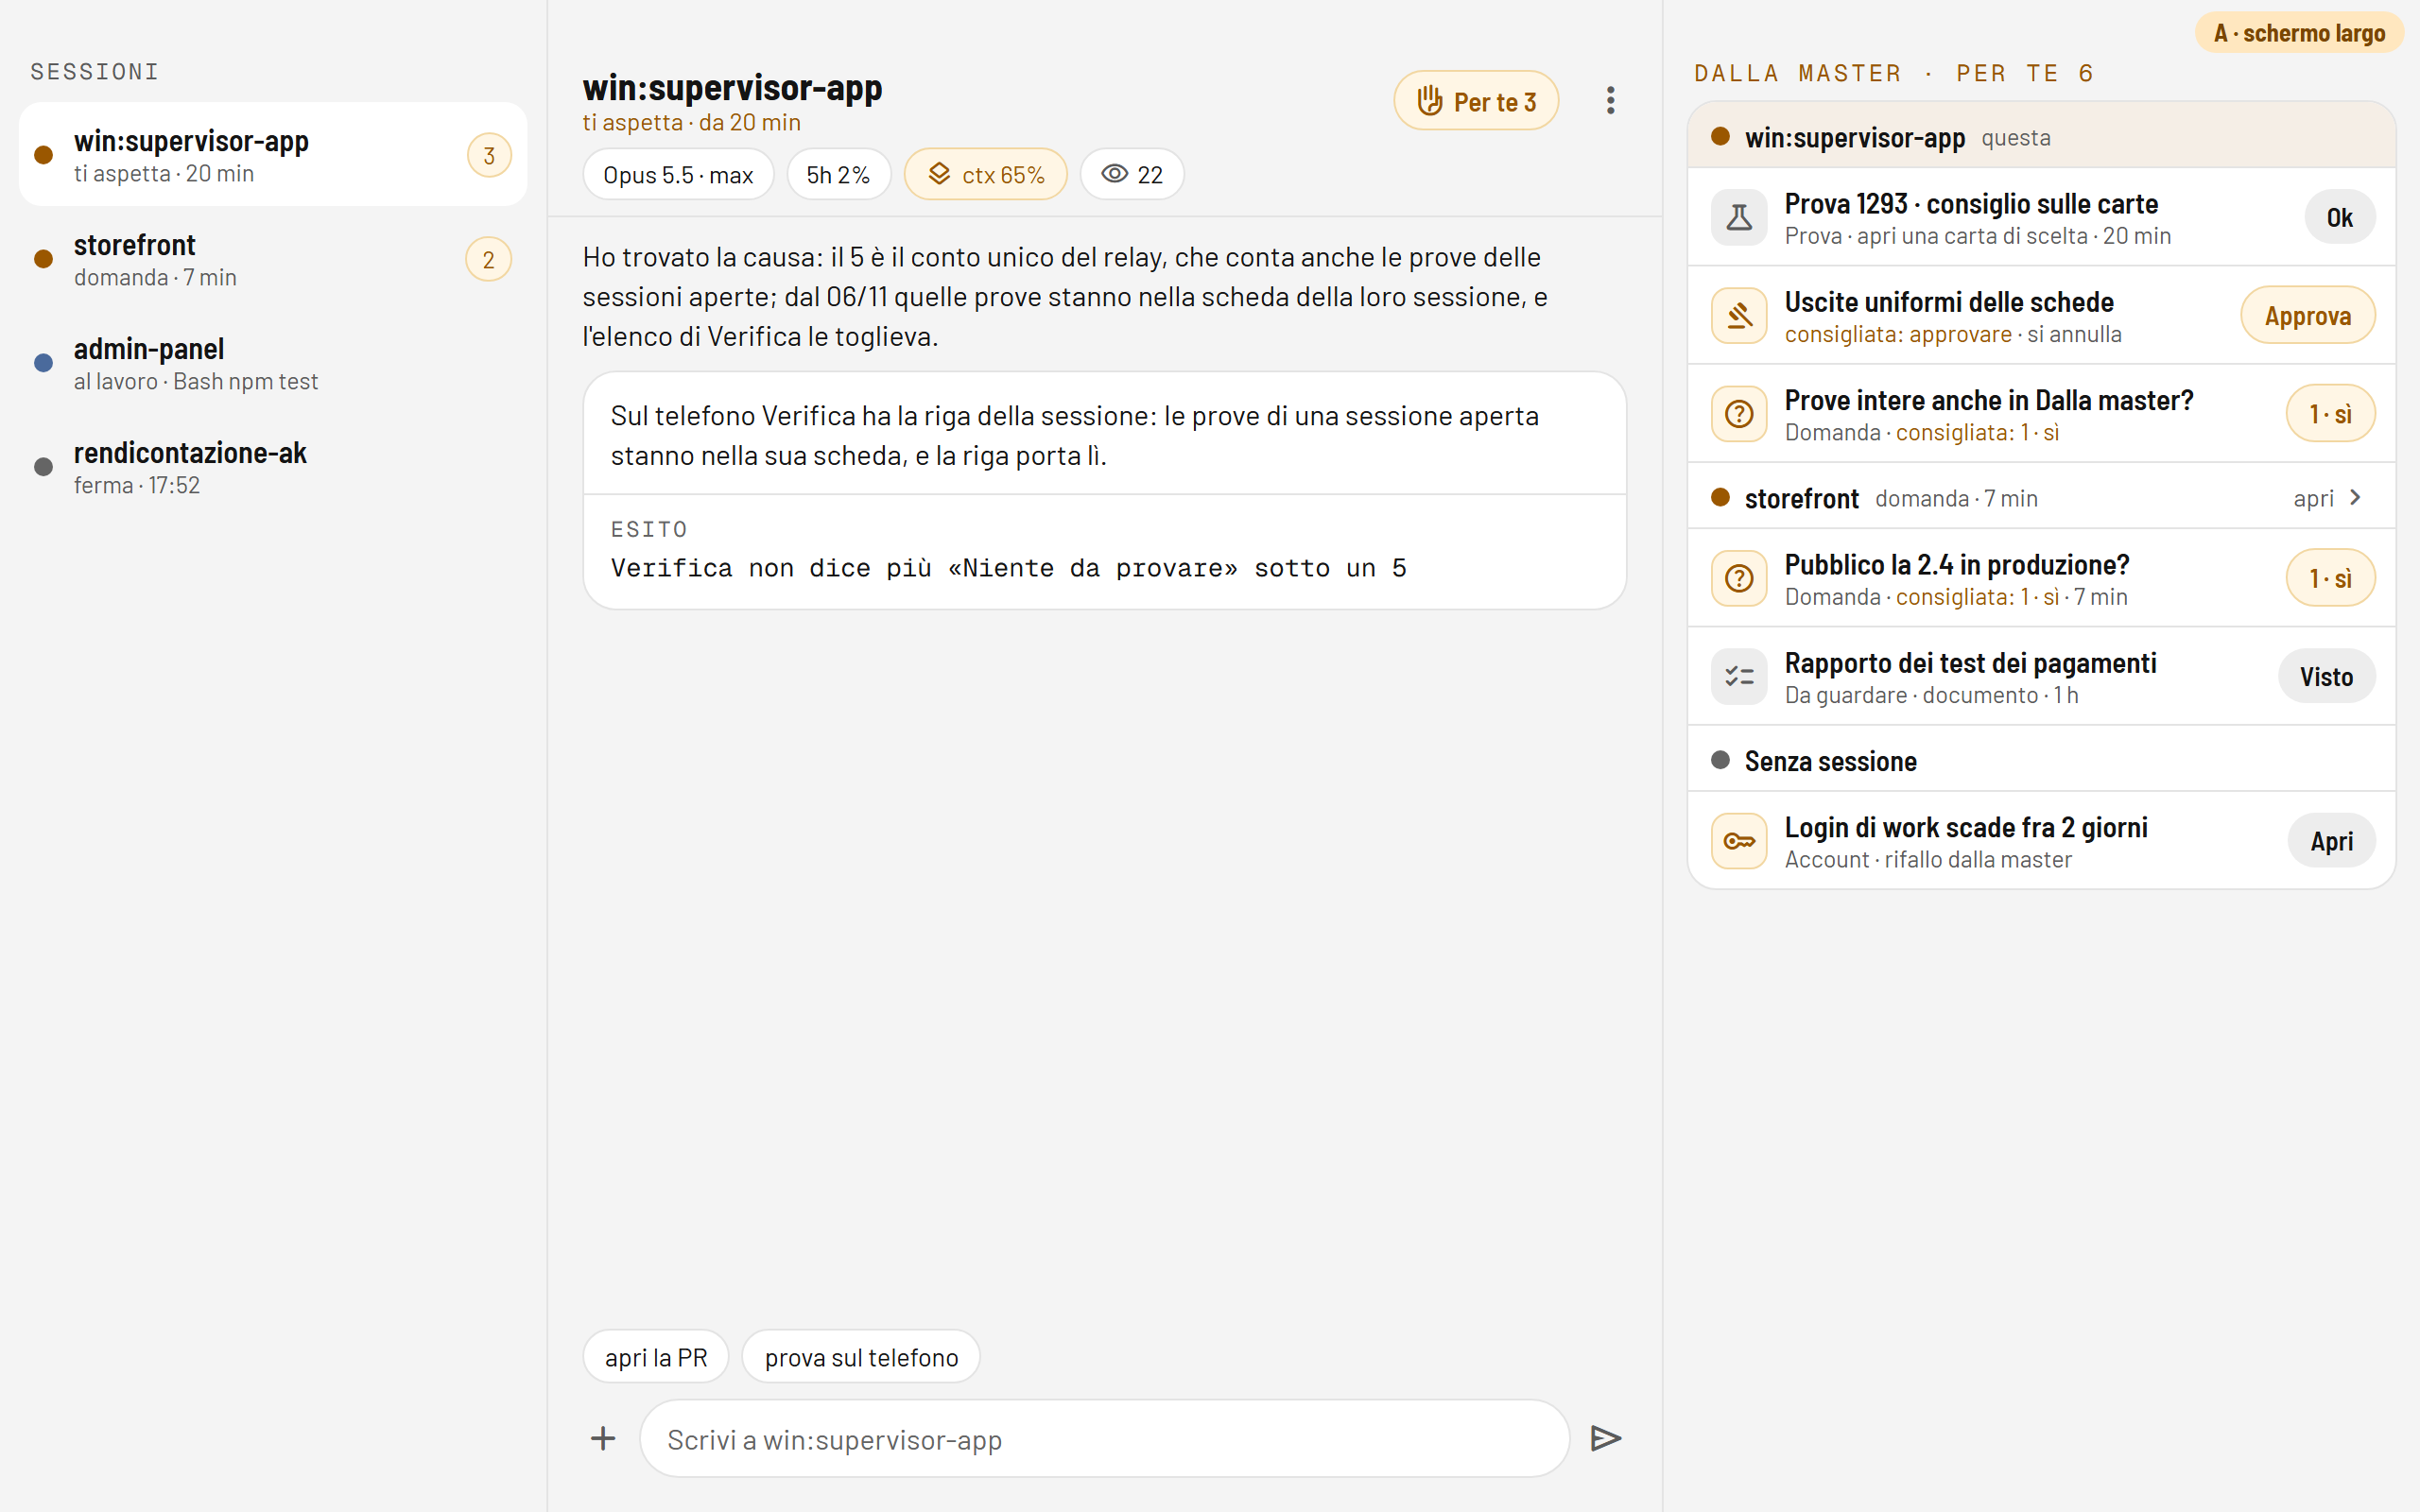 SESSIONI
win:supervisor-app
ti aspetta · 20 min
3
storefront
domanda · 7 min
2
admin-panel
al lavoro · Bash npm test
rendicontazione-ak
ferma · 17:52
win:supervisor-app
ti aspetta · da 20 min
Per te 3
Opus 5.5 · max
5h 2%
ctx 65%
22
Ho trovato la causa: il 5 è il conto unico del relay, che conta anche le prove delle
sessioni aperte; dal 06/11 quelle prove stanno nella scheda della loro sessione, e
l'elenco di Verifica le toglieva.
Sul telefono Verifica ha la riga della sessione: le prove di una sessione aperta
stanno nella sua scheda, e la riga porta lì.
ESITO
Verifica non dice più «Niente da provare» sotto un 5
apri la PR
prova sul telefono
Scrivi a win:supervisor-app
A · schermo largo
DALLA MASTER · PER TE 6
win:supervisor-app questa
Prova 1293 · consiglio sulle carte
Prova · apri una carta di scelta · 20 min
Ok
Uscite uniformi delle schede
consigliata: approvare · si annulla
Approva
Prove intere anche in Dalla master?
Domanda · consigliata: 1 · sì
1 · sì
storefront domanda · 7 min
apri
Pubblico la 2.4 in produzione?
Domanda · consigliata: 1 · sì · 7 min
1 · sì
Rapporto dei test dei pagamenti
Da guardare · documento · 1 h
Visto
Senza sessione
Login di work scade fra 2 giorni
Account · rifallo dalla master
Apri